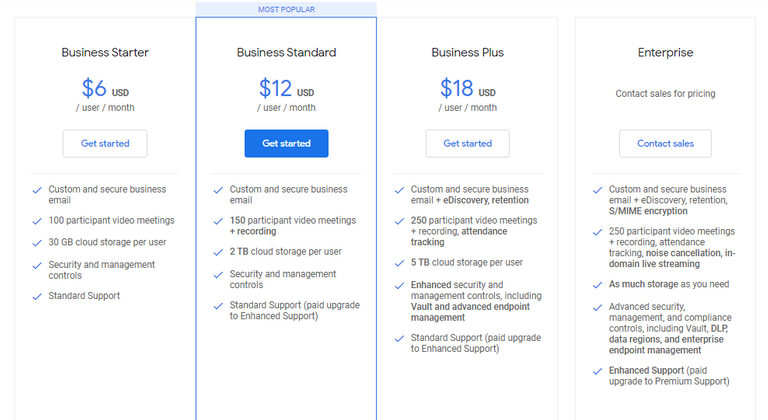 MOST POPULAR
Business Starter
$6 USD
/ user / month
Get started
Custom and secure business
email
100 participant video meetings
30 GB cloud storage per user
Security and management
controls
Standard Support
Business Standard
$12 USD
/ user / month
Get started
Custom and secure business
email
150 participant video meetings
+ recording
2 TB cloud storage per user
Security and management
controls
Standard Support (paid upgrade
to Enhanced Support)
Business Plus
$18 USD
/ user / month
Get started
Custom and secure business
email + eDiscovery, retention
250 participant video meetings
+ recording, attendance
tracking
5 TB cloud storage per user
Enhanced security and
management controls, including
Vault and advanced endpoint
management
Standard Support (paid upgrade
to Enhanced Support)
Enterprise
Contact sales for pricing
Contact sales
Custom and secure business
email + eDiscovery, retention,
S/MIME encryption
250 participant video meetings
+ recording, attendance
tracking, noise cancellation, in-
domain live streaming
As much storage as you need
Advanced security,
management, and compliance
controls, including Vault, DLP,
data regions, and enterprise
endpoint management
Enhanced Support (paid
upgrade to Premium Support)